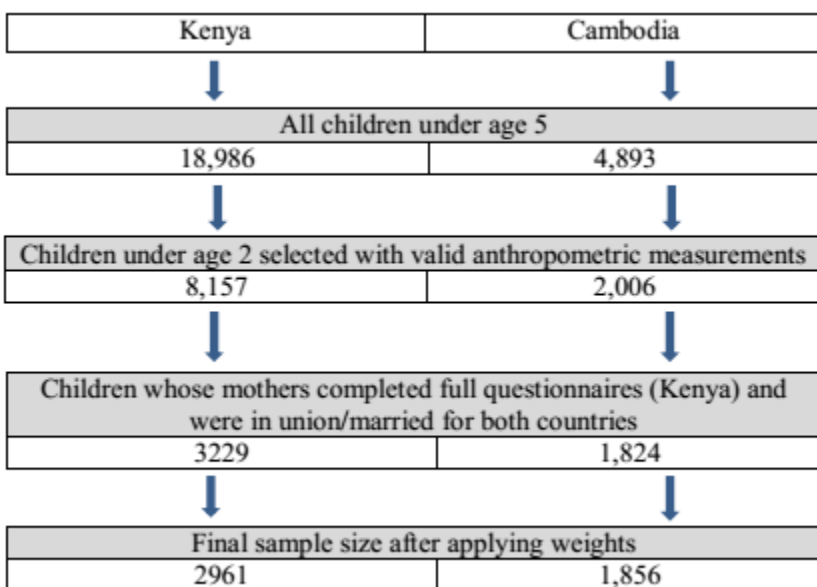 Kenya Cambodia
All children under age 5
18,986 4,893
Children under age 2 selected with valid anthropometric measurements
8,157 2,006
Children whose mothers completed full questionnaires (Kenya) and
were in union/married for both countries
3229 1,824
Final sample size after applying weights
2961 1,856